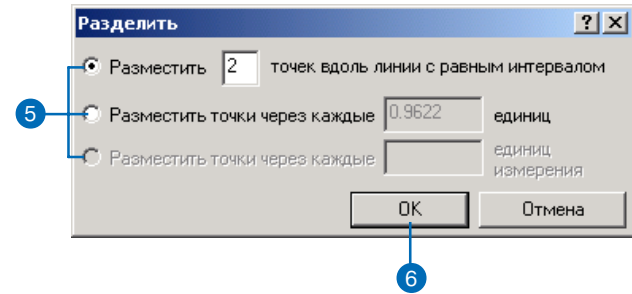 Разделить ? ×
Разместить 2 точек вдоль линии с равным интервалом
5
Разместить точки через каждые 0.9622 единиц
Разместить точки через каждые единиц измерения
OK Отмена
6